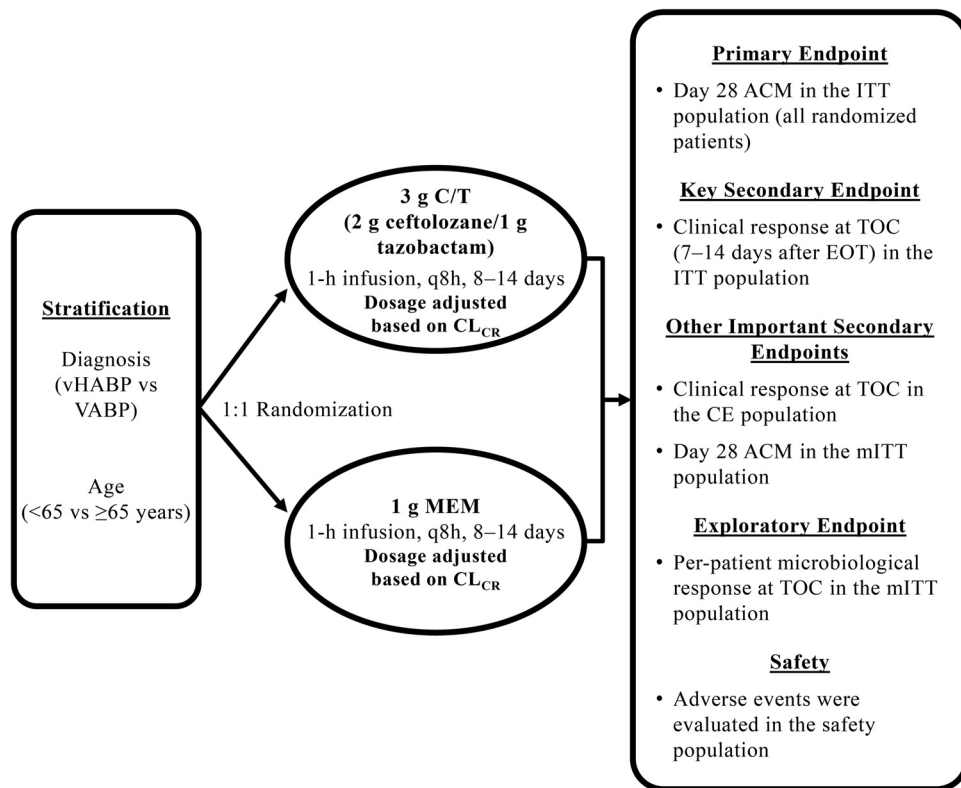 Stratification
Diagnosis
(vHABP vs
VABP)
Age
(<65 vs ≥65 years)
1:1 Randomization
3 g C/T
(2 g ceftolozane/1 g
tazobactam)
1-h infusion, q8h, 8–14 days
Dosage adjusted
based on CLCR
1 g MEM
1-h infusion, q8h, 8–14 days
Dosage adjusted
based on CLCR
Primary Endpoint
• Day 28 ACM in the ITT
population (all randomized
patients)
Key Secondary Endpoint
• Clinical response at TOC
(7–14 days after EOT) in the
ITT population
Other Important Secondary
Endpoints
• Clinical response at TOC in
the CE population
• Day 28 ACM in the mITT
population
Exploratory Endpoint
• Per-patient microbiological
response at TOC in the mITT
population
Safety
• Adverse events were
evaluated in the safety
population